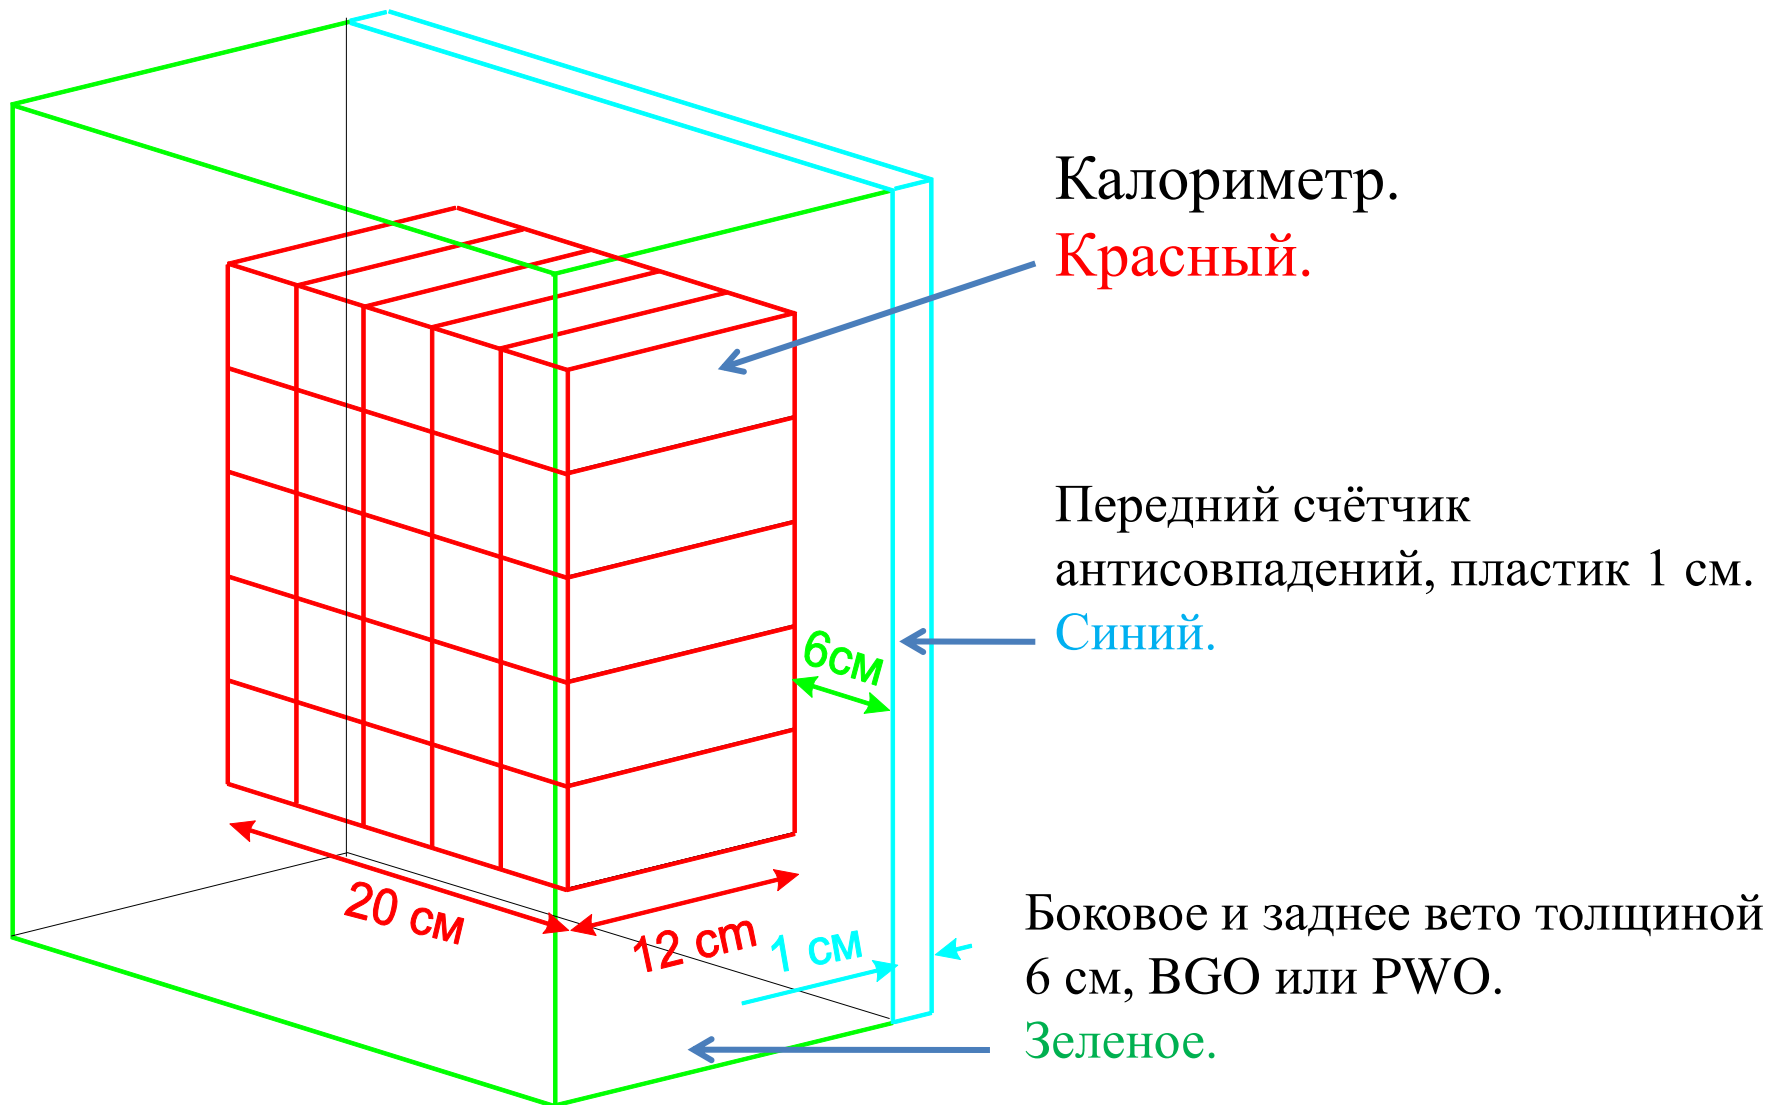 Калориметр.
Красный.
Передний счётчик
антисовпадений, пластик 1 см.
Синий.
6см
20 см
12 cm
1 см
Боковое и заднее вето толщиной
6 см, BGO или PWO.
Зеленое.